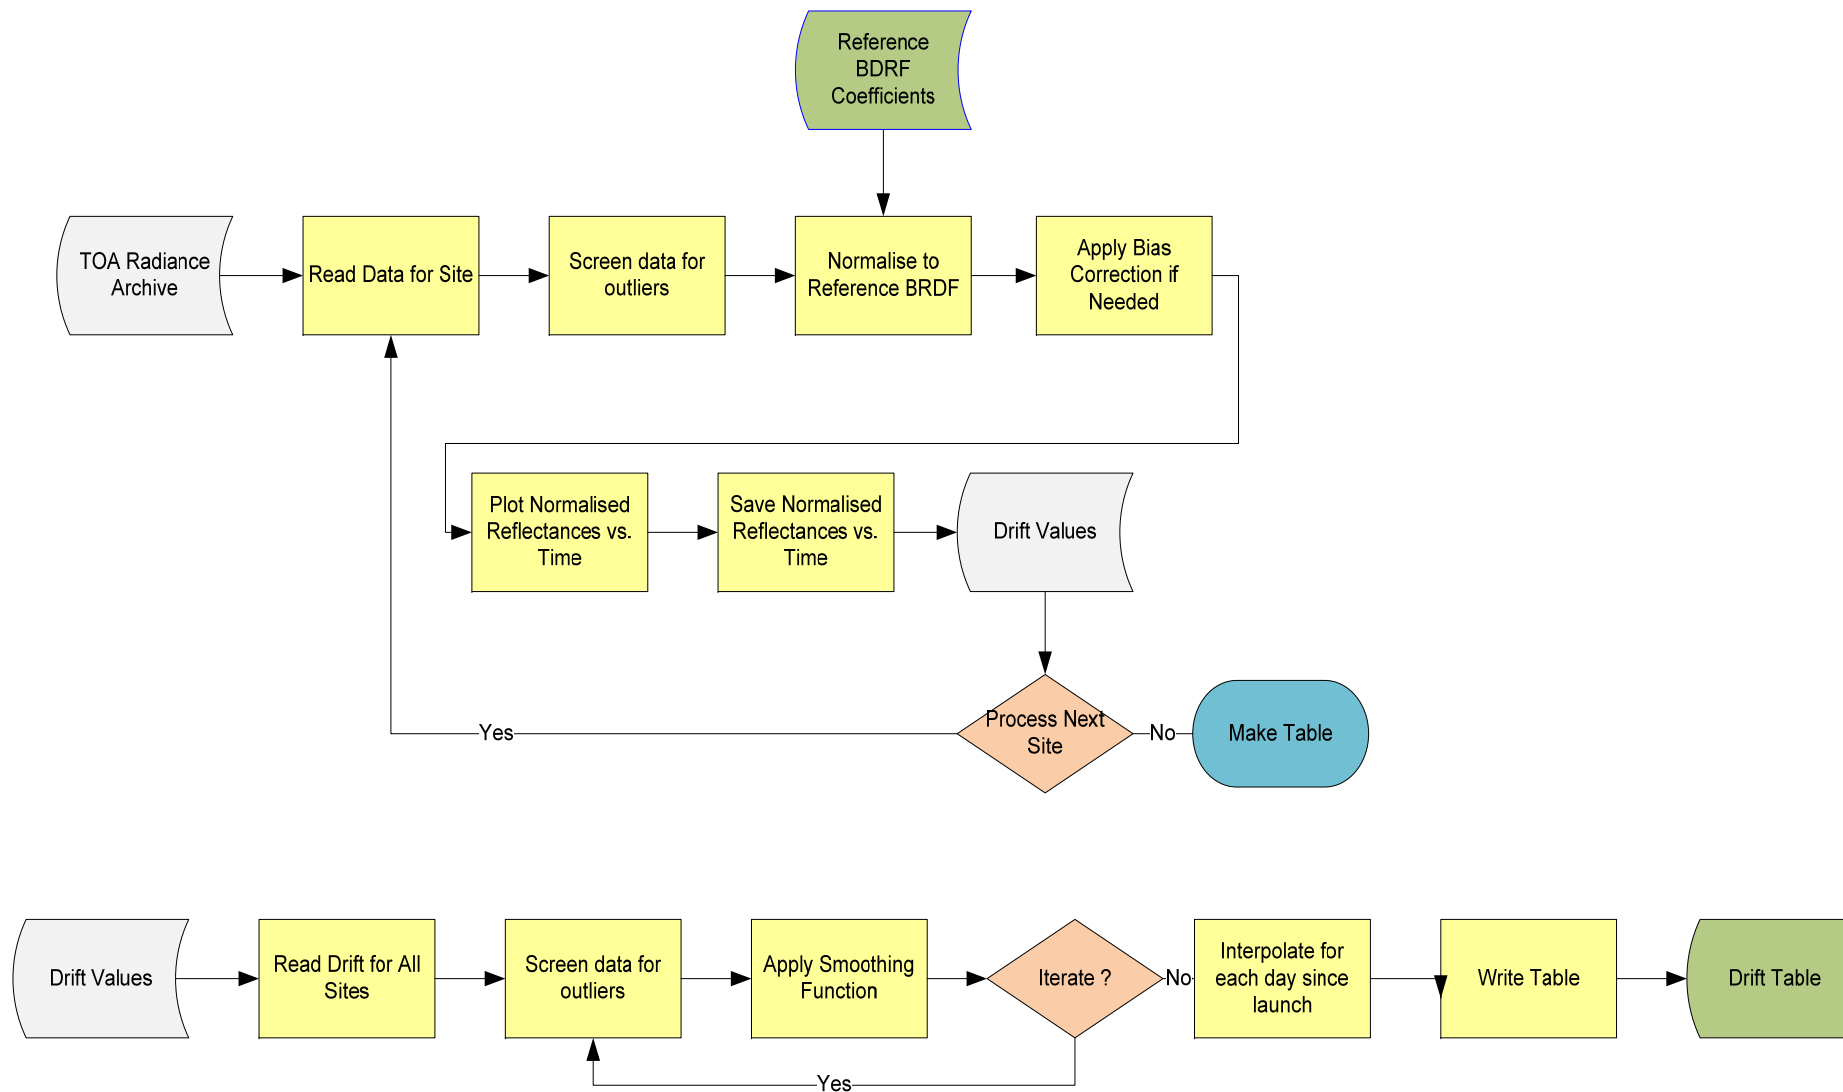 Reference
BDRF
Coefficients
TOA Radiance
Archive
Read Data for Site
Screen data for
outliers
Normalise to
Reference BRDF
Apply Bias
Correction if
Needed
Plot Normalised
Reflectances vs.
Time
Save Normalised
Reflectances vs.
Time
Drift Values
Process Next
Site
Yes
No
Make Table
Drift Values
Read Drift for All
Sites
Screen data for
outliers
Apply Smoothing
Function
Iterate ?
No
Interpolate for
each day since
launch
Write Table
Drift Table
Yes